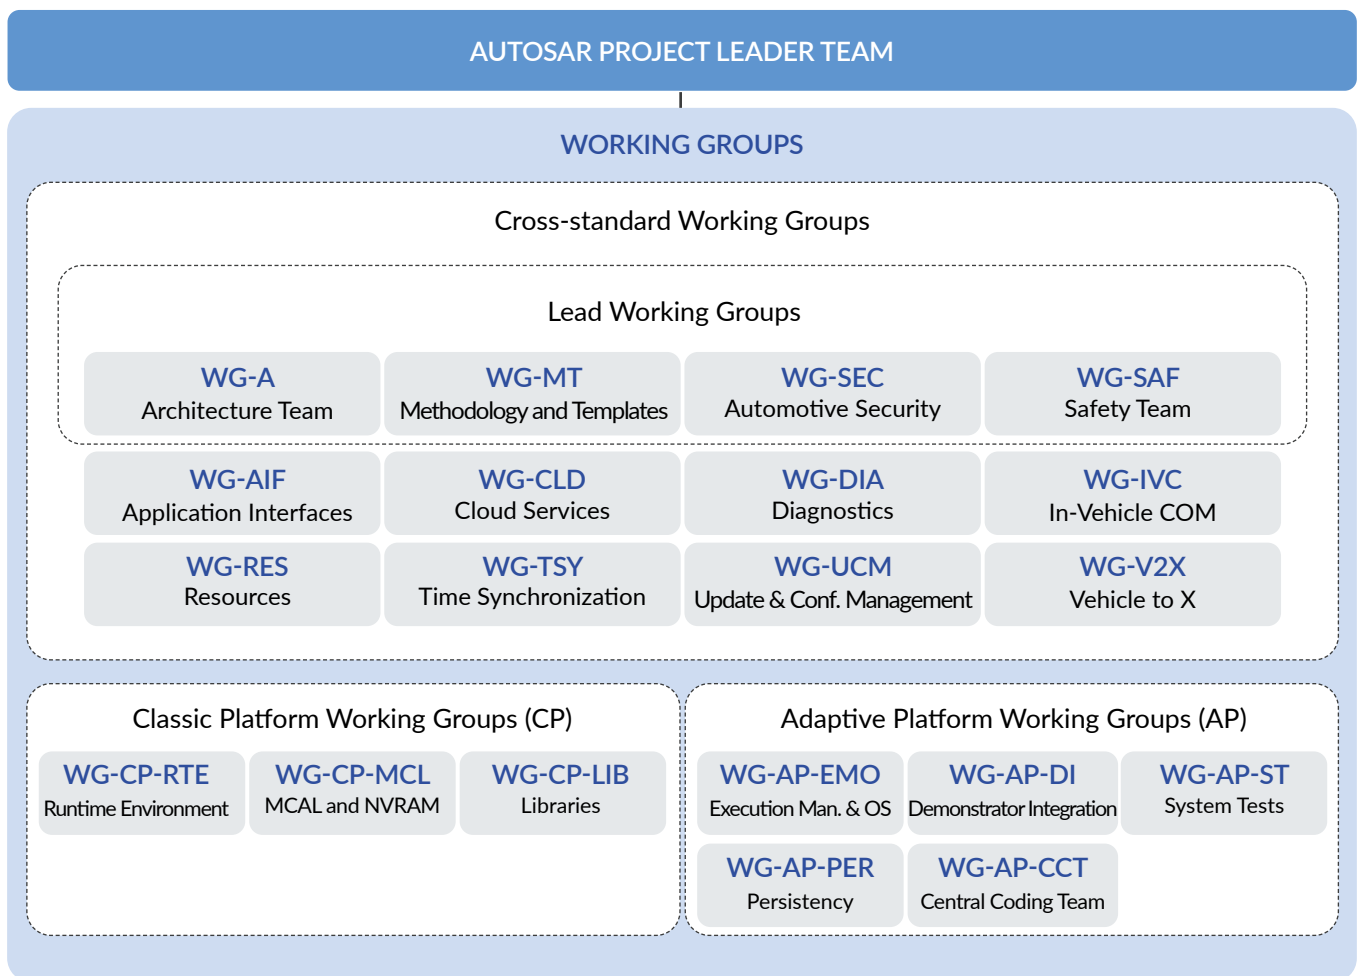 AUTOSAR PROJECT LEADER TEAM
WORKING GROUPS
Cross-standard Working Groups
Lead Working Groups
WG-A
Architecture Team
WG-MT
Methodology and Templates
WG-SEC
Automotive Security
WG-SAF
Safety Team
WG-AIF
Application Interfaces
WG-CLD
Cloud Services
WG-DIA
Diagnostics
WG-IVC
In-Vehicle COM
WG-RES
Resources
WG-TSY
Time Synchronization
WG-UCM
Update & Conf. Management
WG-V2X
Vehicle to X
Classic Platform Working Groups (CP)
WG-CP-RTE
Runtime Environment
WG-CP-MCL
MCAL and NVRAM
WG-CP-LIB
Libraries
Adaptive Platform Working Groups (AP)
WG-AP-EMO
Execution Man. & OS
WG-AP-DI
Demonstrator Integration
WG-AP-ST
System Tests
WG-AP-PER
Persistency
WG-AP-CCT
Central Coding Team